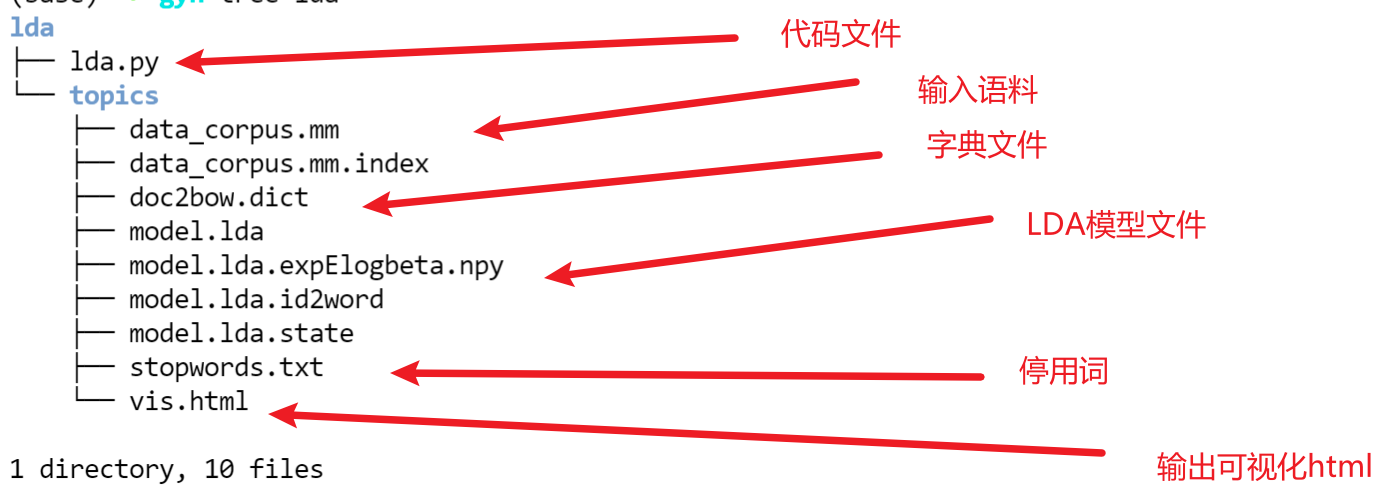 lda
├── lda.py
└── topics
    ├── data_corpus.mm
    ├── data_corpus.mm.index
    ├── doc2bow.dict
    ├── model.lda
    ├── model.lda.expElogbeta.npy
    ├── model.lda.id2word
    ├── model.lda.state
    ├── stopwords.txt
    └── vis.html
1 directory, 10 files
代码文件
输入语料
字典文件
LDA模型文件
停用词
输出可视化html